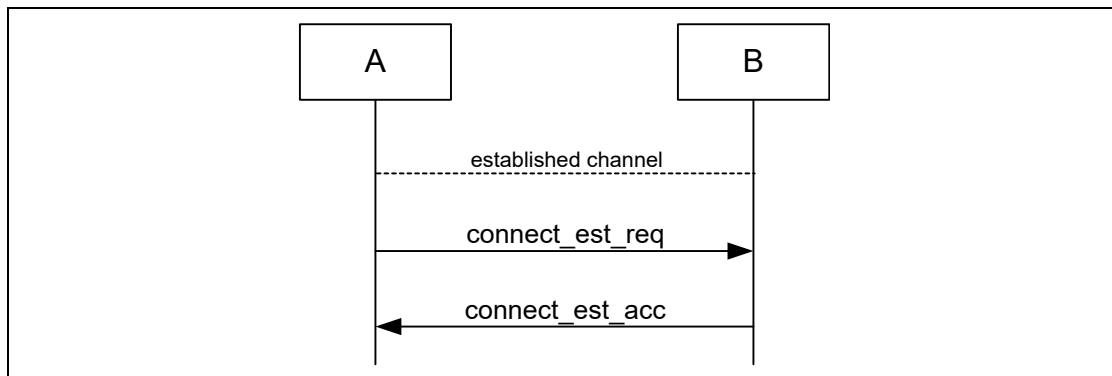 A
B
established channel
connect_est_req
connect_est_acc